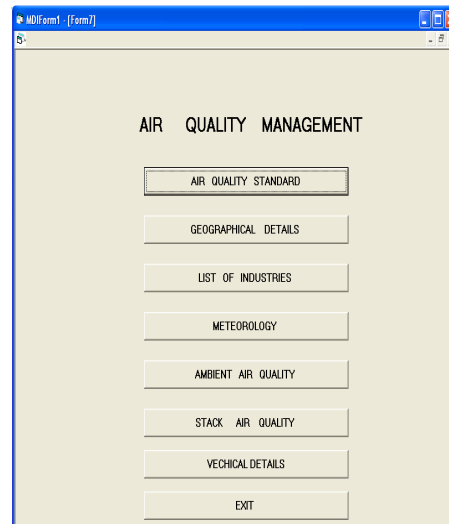 MDIForm1 - [Form7]
AIR QUALITY MANAGEMENT
AIR QUALITY STANDARD
GEOGRAPHICAL DETAILS
LIST OF INDUSTRIES
METEOROLOGY
AMBIENT AIR QUALITY
STACK AIR QUALITY
VECHICAL DETAILS
EXIT